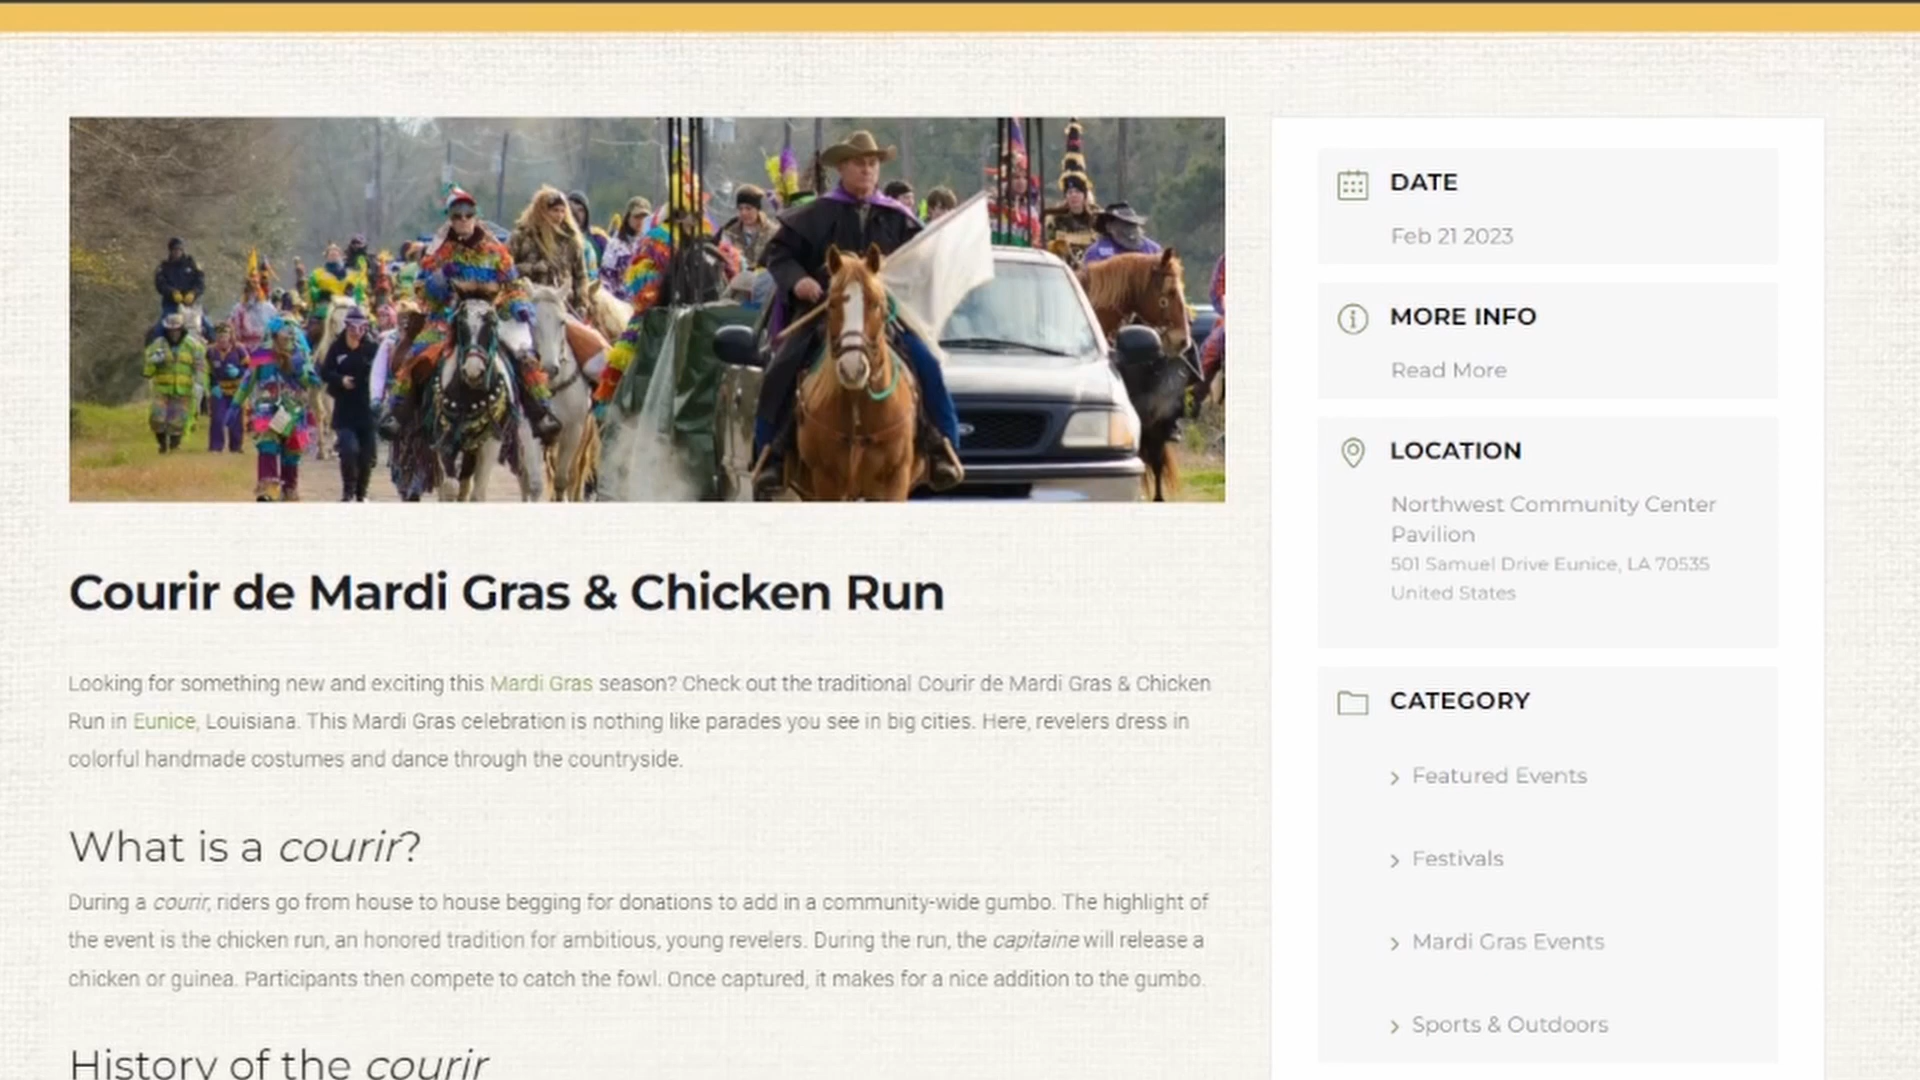 Courir de Mardi Gras & Chicken Run
Looking for something new and exciting this Mardi Gras season? Check out the traditional Courir de Mardi Gras & Chicken
Run in Eunice, Louisiana. This Mardi Gras celebration is nothing like parades you see in big cities. Here, revelers dress in
colorful handmade costumes and dance through the countryside.
What is a courir?
During a courir, riders go from house to house begging for donations to add in a community-wide gumbo. The highlight of
the event is the chicken run, an honored tradition for ambitious, young revelers. During the run, the capitaine will release a
chicken or guinea. Participants then compete to catch the fowl. Once captured, it makes for a nice addition to the gumbo.
History of the courir
DATE
Feb 21 2023
MORE INFO
Read More
LOCATION
Northwest Community Center
Pavilion
501 Samuel Drive Eunice, LA 70535
United States
CATEGORY
Featured Events
Festivals
Mardi Gras Events
Sports & Outdoors